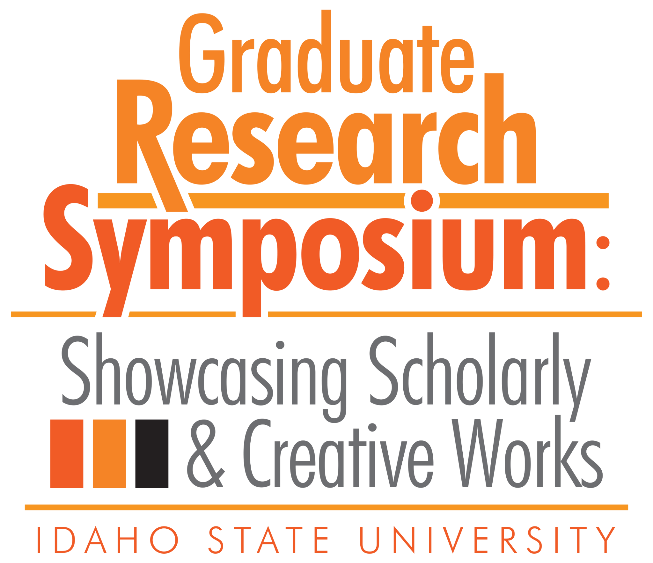 Graduate
Research
Symposium:
Showcasing Scholarly
& Creative Works
IDAHO STATE UNIVERSITY